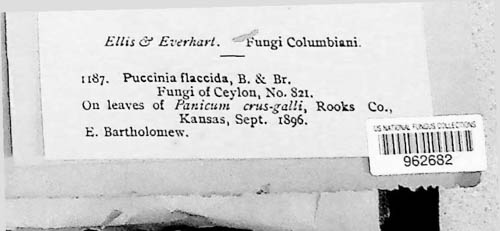 Ellis & Everhart. — Fungi Columbiani.
1187. Puccinia flaccida, B. & Br.
Fungi of Ceylon, No. 821.
On leaves of Panicum crus-galli, Rooks Co.,
Kansas, Sept. 1896.
E. Bartholomew.
US NATIONAL FUNGUS COLLECTIONS
962682